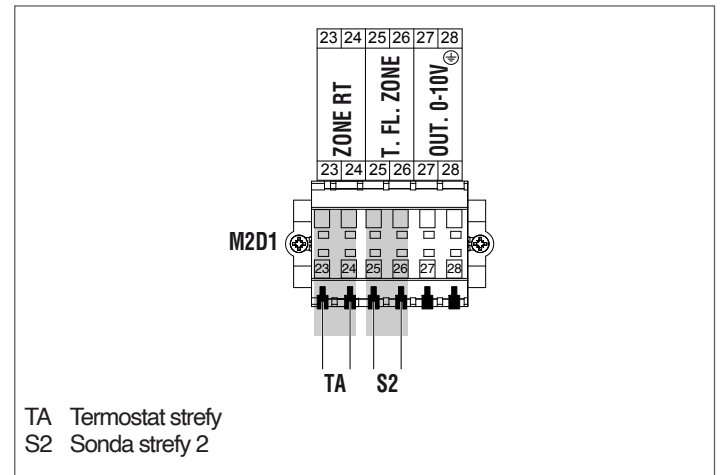 23 24 25 26 27 28
ZONE RT
T. FL. ZONE
OUT. 0-10V
23 24 25 26 27 28
M2D1
23 24 25 26 27 28
TA S2
TA Termostat strefy
S2 Sonda strefy 2